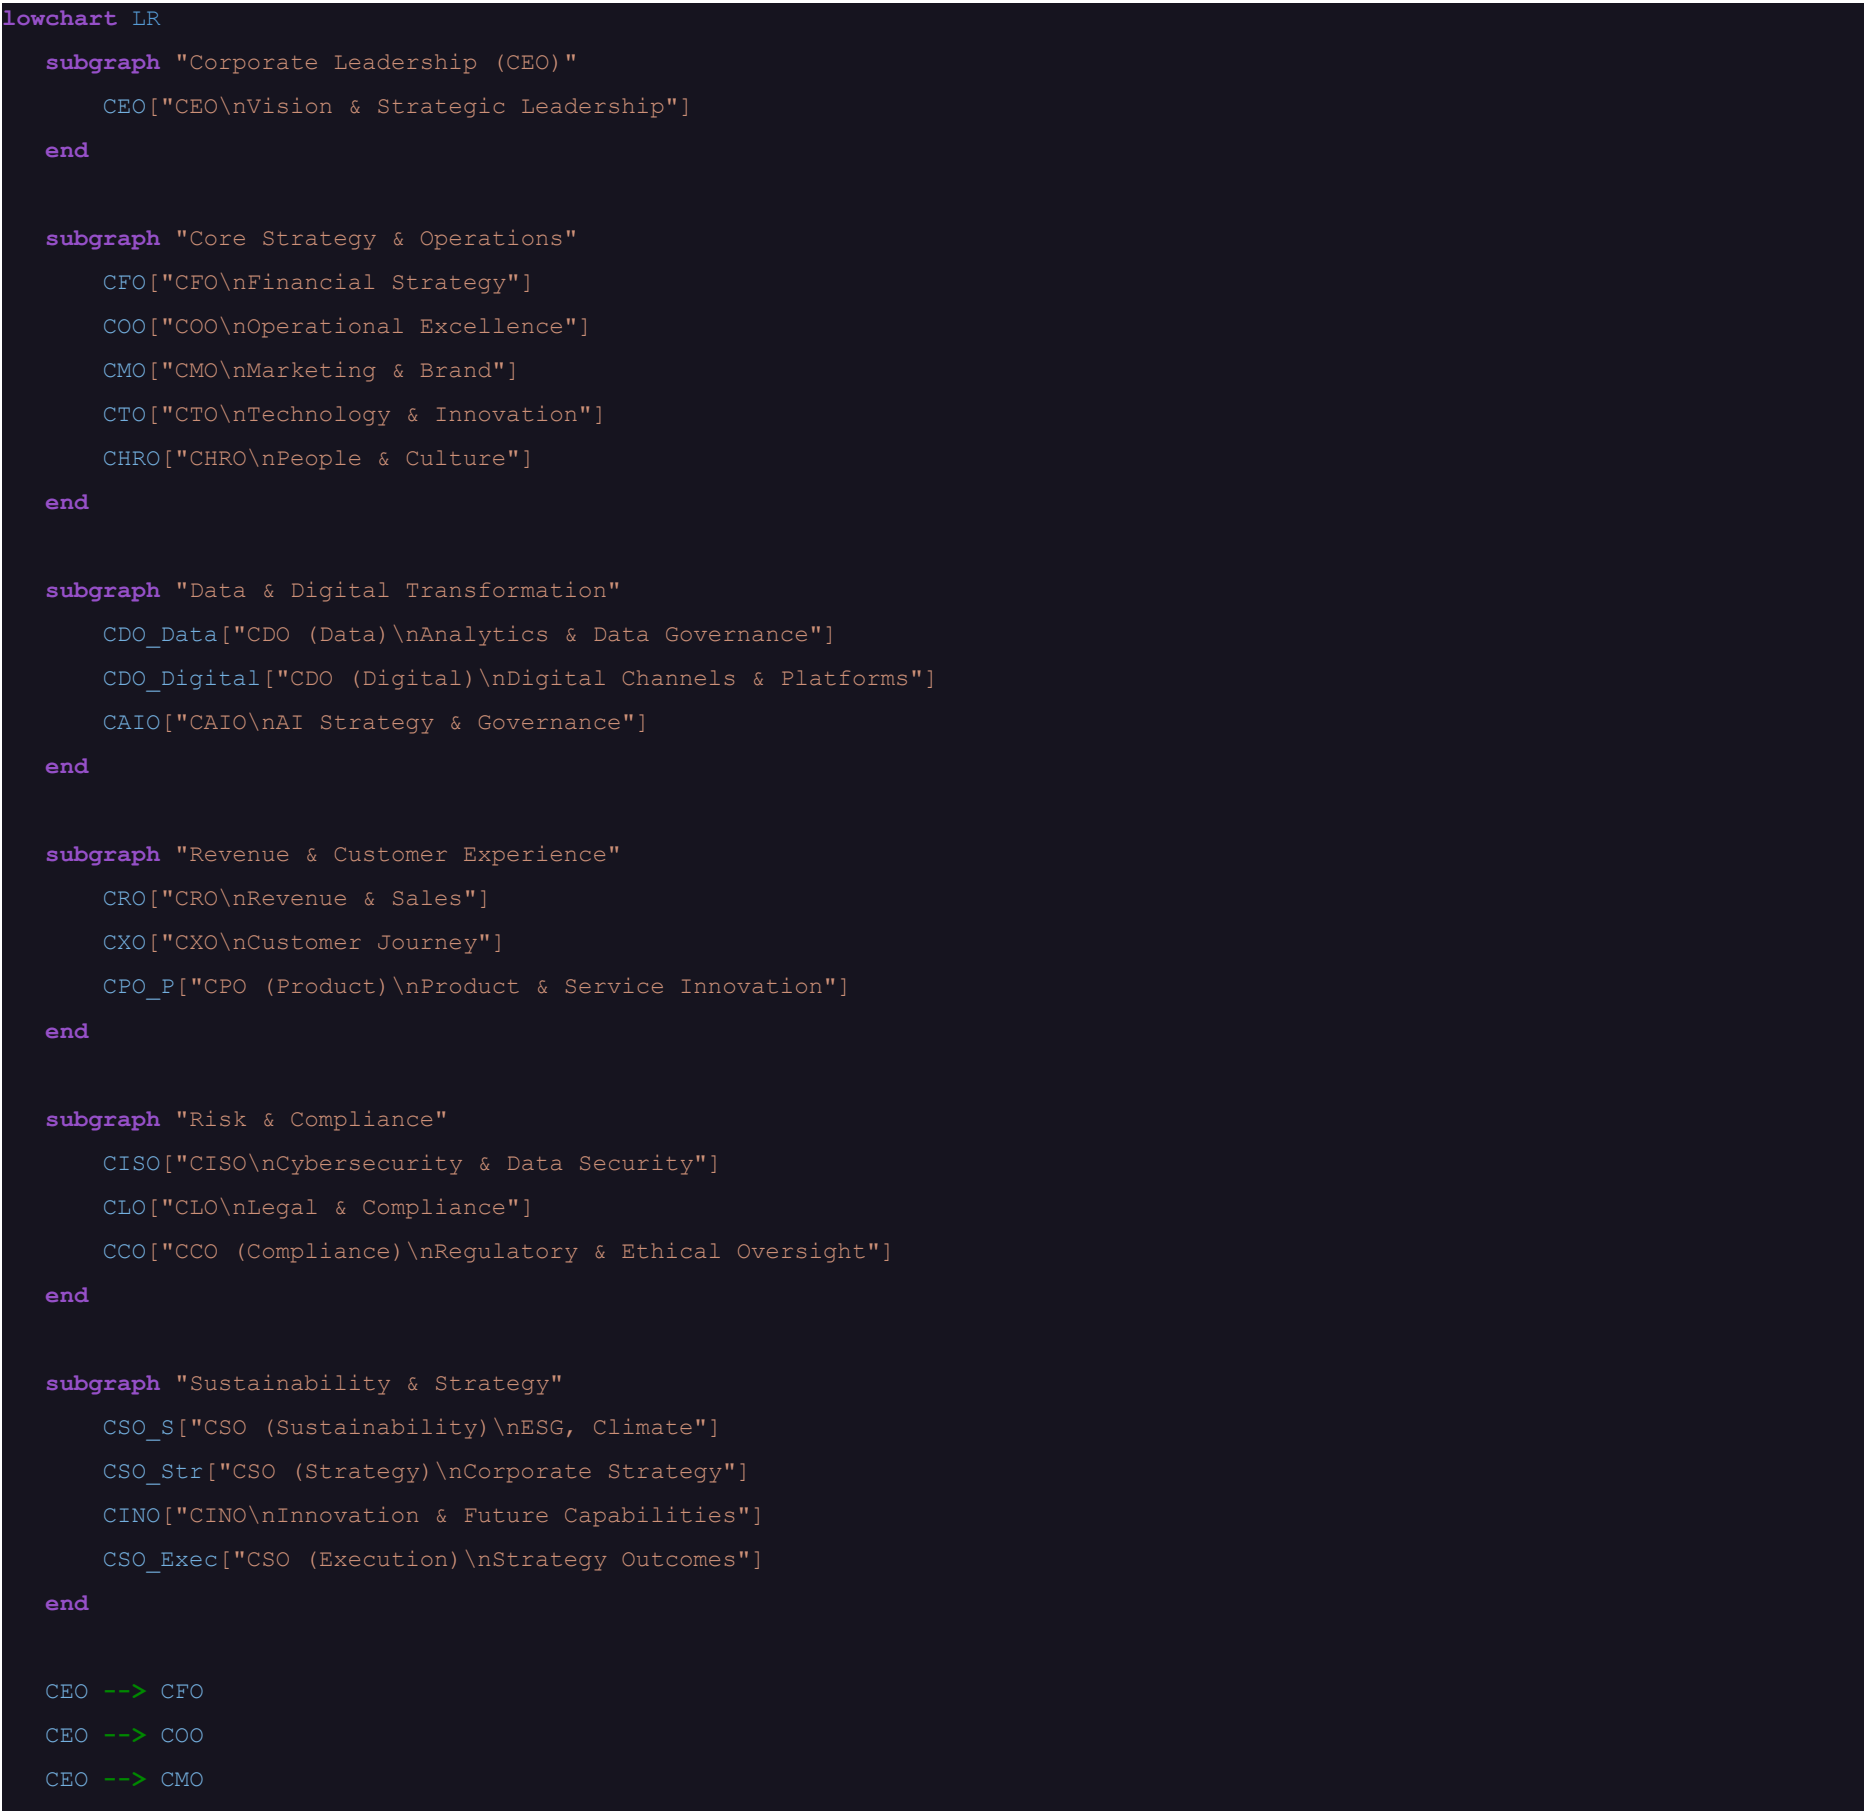 lowchart LR
subgraph "Corporate Leadership (CEO)"
CEO["CEO\nVision & Strategic Leadership"]
end
subgraph "Core Strategy & Operations"
CFO["CFO\nFinancial Strategy"]
COO["COO\nOperational Excellence"]
CMO["CMO\nMarketing & Brand"]
CTO["CTO\nTechnology & Innovation"]
CHRO["CHRO\nPeople & Culture"]
end
subgraph "Data & Digital Transformation"
CDO_Data["CDO (Data)\nAnalytics & Data Governance"]
CDO_Digital["CDO (Digital)\nDigital Channels & Platforms"]
CAIO["CAIO\nAI Strategy & Governance"]
end
subgraph "Revenue & Customer Experience"
CRO["CRO\nRevenue & Sales"]
CXO["CXO\nCustomer Journey"]
CPO_P["CPO (Product)\nProduct & Service Innovation"]
end
subgraph "Risk & Compliance"
CISO["CISO\nCybersecurity & Data Security"]
CLO["CLO\nLegal & Compliance"]
CCO["CCO (Compliance)\nRegulatory & Ethical Oversight"]
end
subgraph "Sustainability & Strategy"
CSO_S["CSO (Sustainability)\nESG, Climate"]
CSO_Str["CSO (Strategy)\nCorporate Strategy"]
CINO["CINO\nInnovation & Future Capabilities"]
CSO_Exec["CSO (Execution)\nStrategy Outcomes"]
end
CEO --> CFO
CEO --> COO
CEO --> CMO